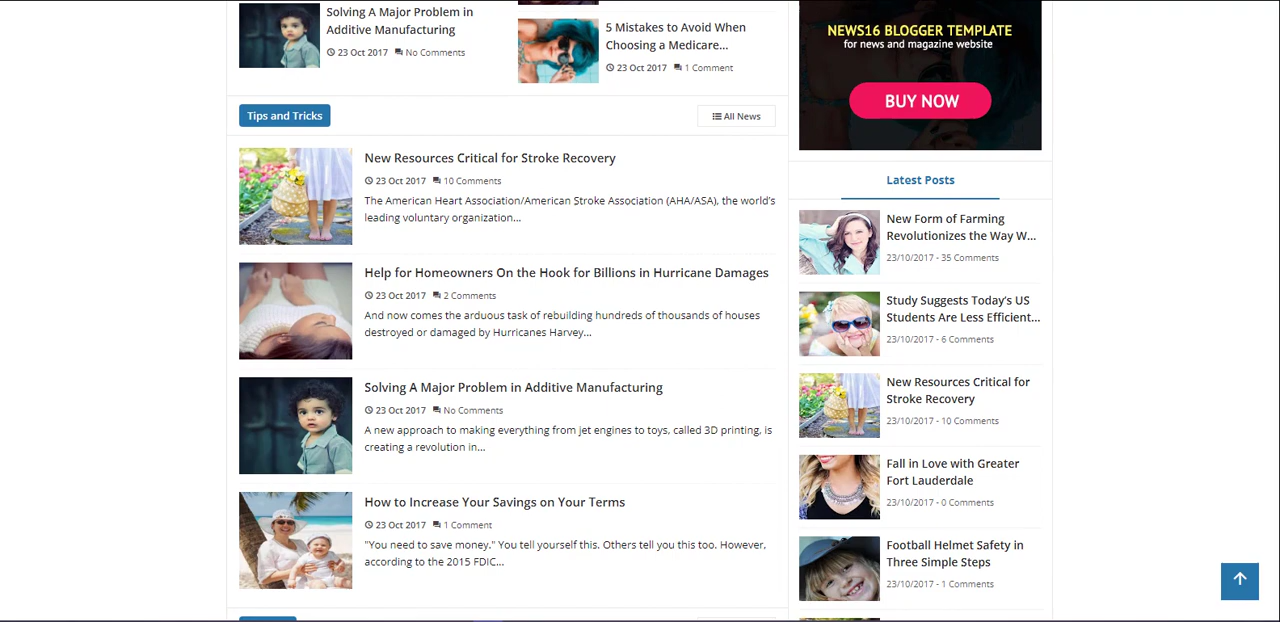 Solving A Major Problem in
Additive Manufacturing
23 Oct 2017 No Comments
5 Mistakes to Avoid When
Choosing a Medicare...
23 Oct 2017 1 Comment
Tips and Tricks
All News
New Resources Critical for Stroke Recovery
23 Oct 2017 10 Comments
The American Heart Association/American Stroke Association (AHA/ASA), the world's
leading voluntary organization...
Help for Homeowners On the Hook for Billions in Hurricane Damages
23 Oct 2017 2 Comments
And now comes the arduous task of rebuilding hundreds of thousands of houses
destroyed or damaged by Hurricanes Harvey...
Solving A Major Problem in Additive Manufacturing
23 Oct 2017 No Comments
A new approach to making everything from jet engines to toys, called 3D printing, is
creating a revolution in...
How to Increase Your Savings on Your Terms
23 Oct 2017 1 Comment
"You need to save money." You tell yourself this. Others tell you this too. However,
according to the 2015 FDIC...
NEWS16 BLOGGER TEMPLATE
for news and magazine website
BUY NOW
Latest Posts
New Form of Farming
Revolutionizes the Way W...
23/10/2017 - 35 Comments
Study Suggests Today's US
Students Are Less Efficient...
23/10/2017 - 6 Comments
New Resources Critical for
Stroke Recovery
23/10/2017 - 10 Comments
Fall in Love with Greater
Fort Lauderdale
23/10/2017 - 0 Comments
Football Helmet Safety in
Three Simple Steps
23/10/2017 - 1 Comments